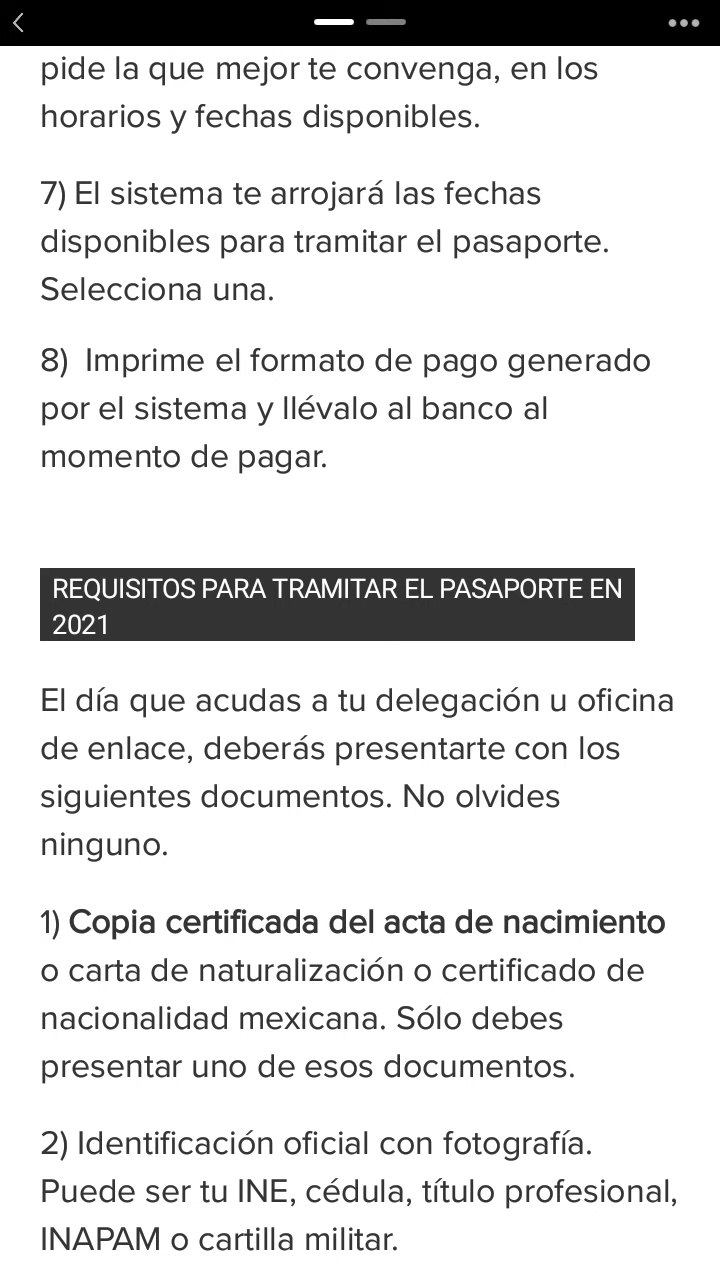 pide la que mejor te convenga, en los
horarios y fechas disponibles.
7) El sistema te arrojará las fechas
disponibles para tramitar el pasaporte.
Selecciona una.
8) Imprime el formato de pago generado
por el sistema y llévalo al banco al
momento de pagar.
REQUISITOS PARA TRAMITAR EL PASAPORTE EN
2021
El día que acudas a tu delegación u oficina
de enlace, deberás presentarte con los
siguientes documentos. No olvides
ninguno.
1) Copia certificada del acta de nacimiento
o carta de naturalización o certificado de
nacionalidad mexicana. Sólo debes
presentar uno de esos documentos.
2) Identificación oficial con fotografía.
Puede ser tu INE, cédula, título profesional,
INAPAM o cartilla militar.